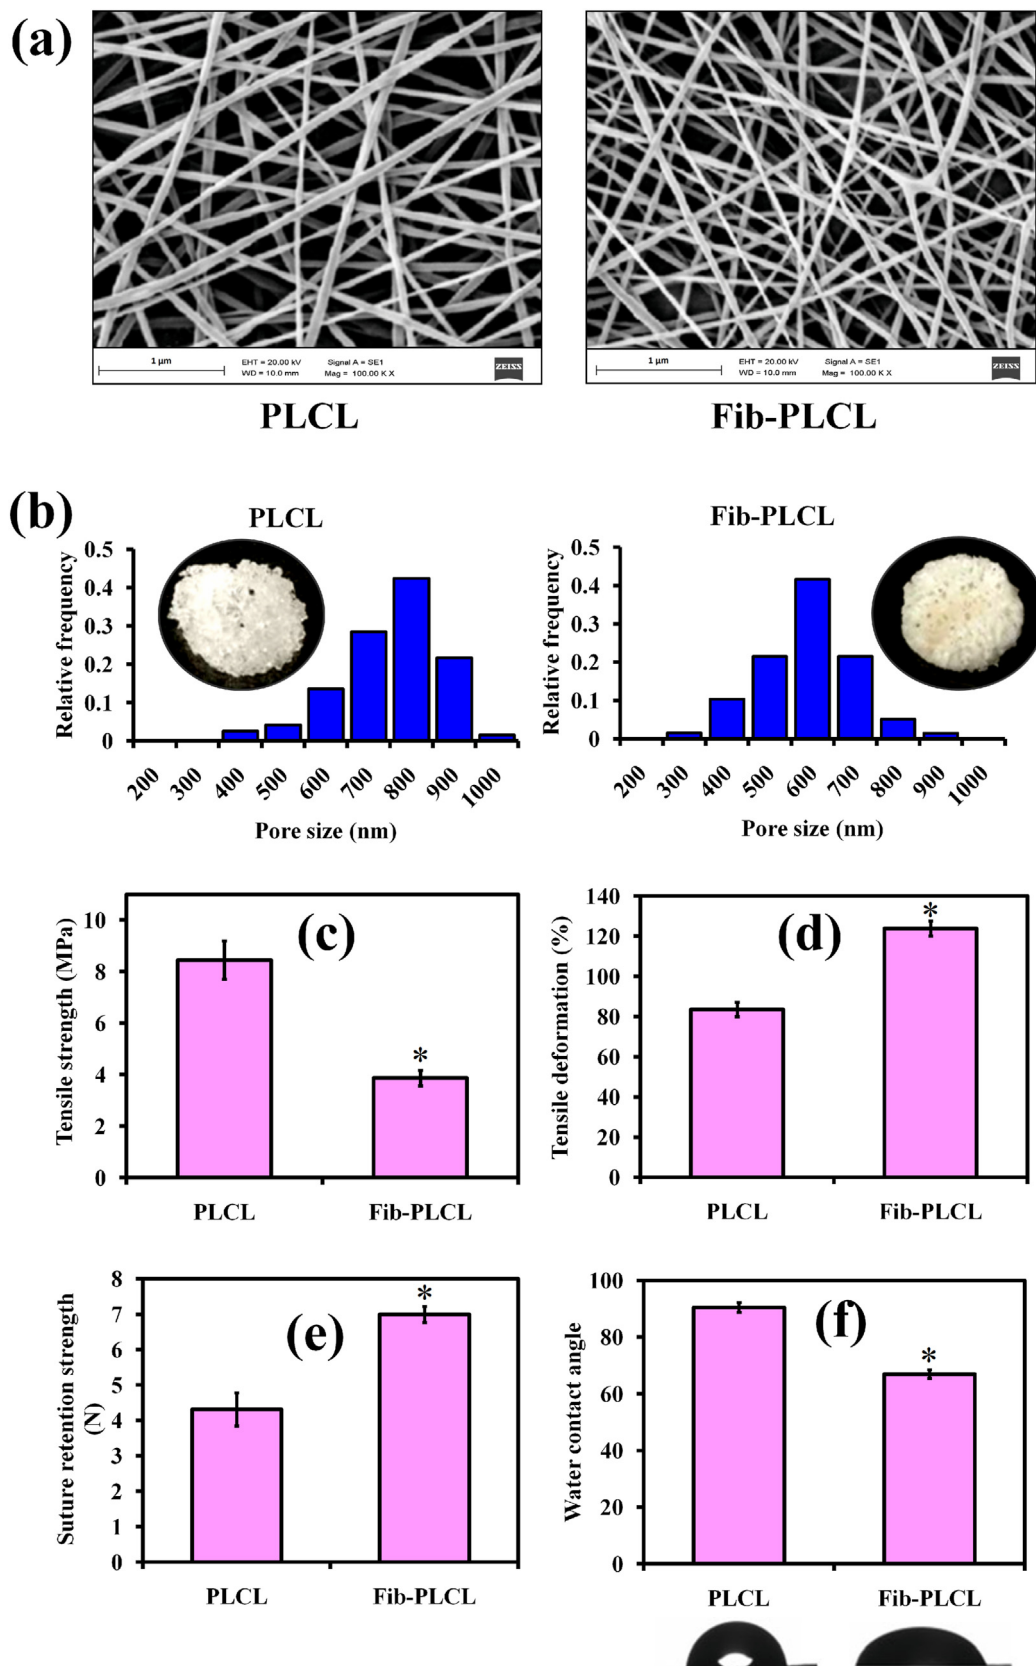 (a)
1 µm
EHT = 20.00 kV Signal A = SE1
WD = 10.0 mm Mag = 100.00 K X
ZEISS
1 µm
EHT = 20.00 kV Signal A = SE1
WD = 10.0 mm Mag = 100.00 K X
ZEISS
PLCL
Fib-PLCL
(b)
PLCL
Relative frequency
0.5
0.4
0.3
0.2
0.1
0
200 300 400 500 600 700 800 900 1000
Pore size (nm)
Fib-PLCL
Relative frequency
0.5
0.4
0.3
0.2
0.1
0
200 300 400 500 600 700 800 900 1000
Pore size (nm)
(c)
Tensile strength (MPa)
10
8
6
4
2
0
*
PLCL Fib-PLCL
(d)
Tensile deformation (%)
140
120
100
80
60
40
20
0
*
PLCL Fib-PLCL
(e)
Suture retention strength
(N)
8
7
6
5
4
3
2
1
0
*
PLCL Fib-PLCL
(f)
Water contact angle
100
80
60
40
20
0
*
PLCL Fib-PLCL